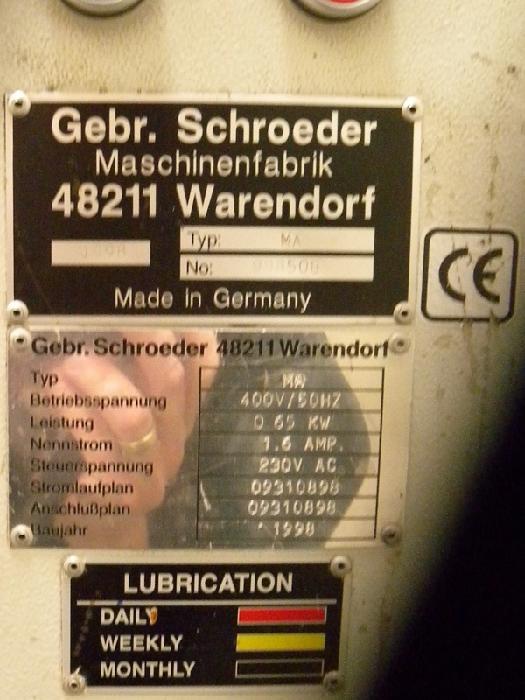 Gebr. Schroeder
Maschinenfabrik
48211 Warendorf
1998 Typ: MA
No:
Made in Germany
CE
Gebr. Schroeder 48211 Warendorf
Typ MA
Betriebsspannung 400V/50HZ
Leistung 0 65 KW
Nennstrom 1.6 AMP.
Steuerspannung 230V AC
Stromlaufplan 09310898
Anschlußplan 09310898
Baujahr 1998
LUBRICATION
DAILY
WEEKLY
MONTHLY